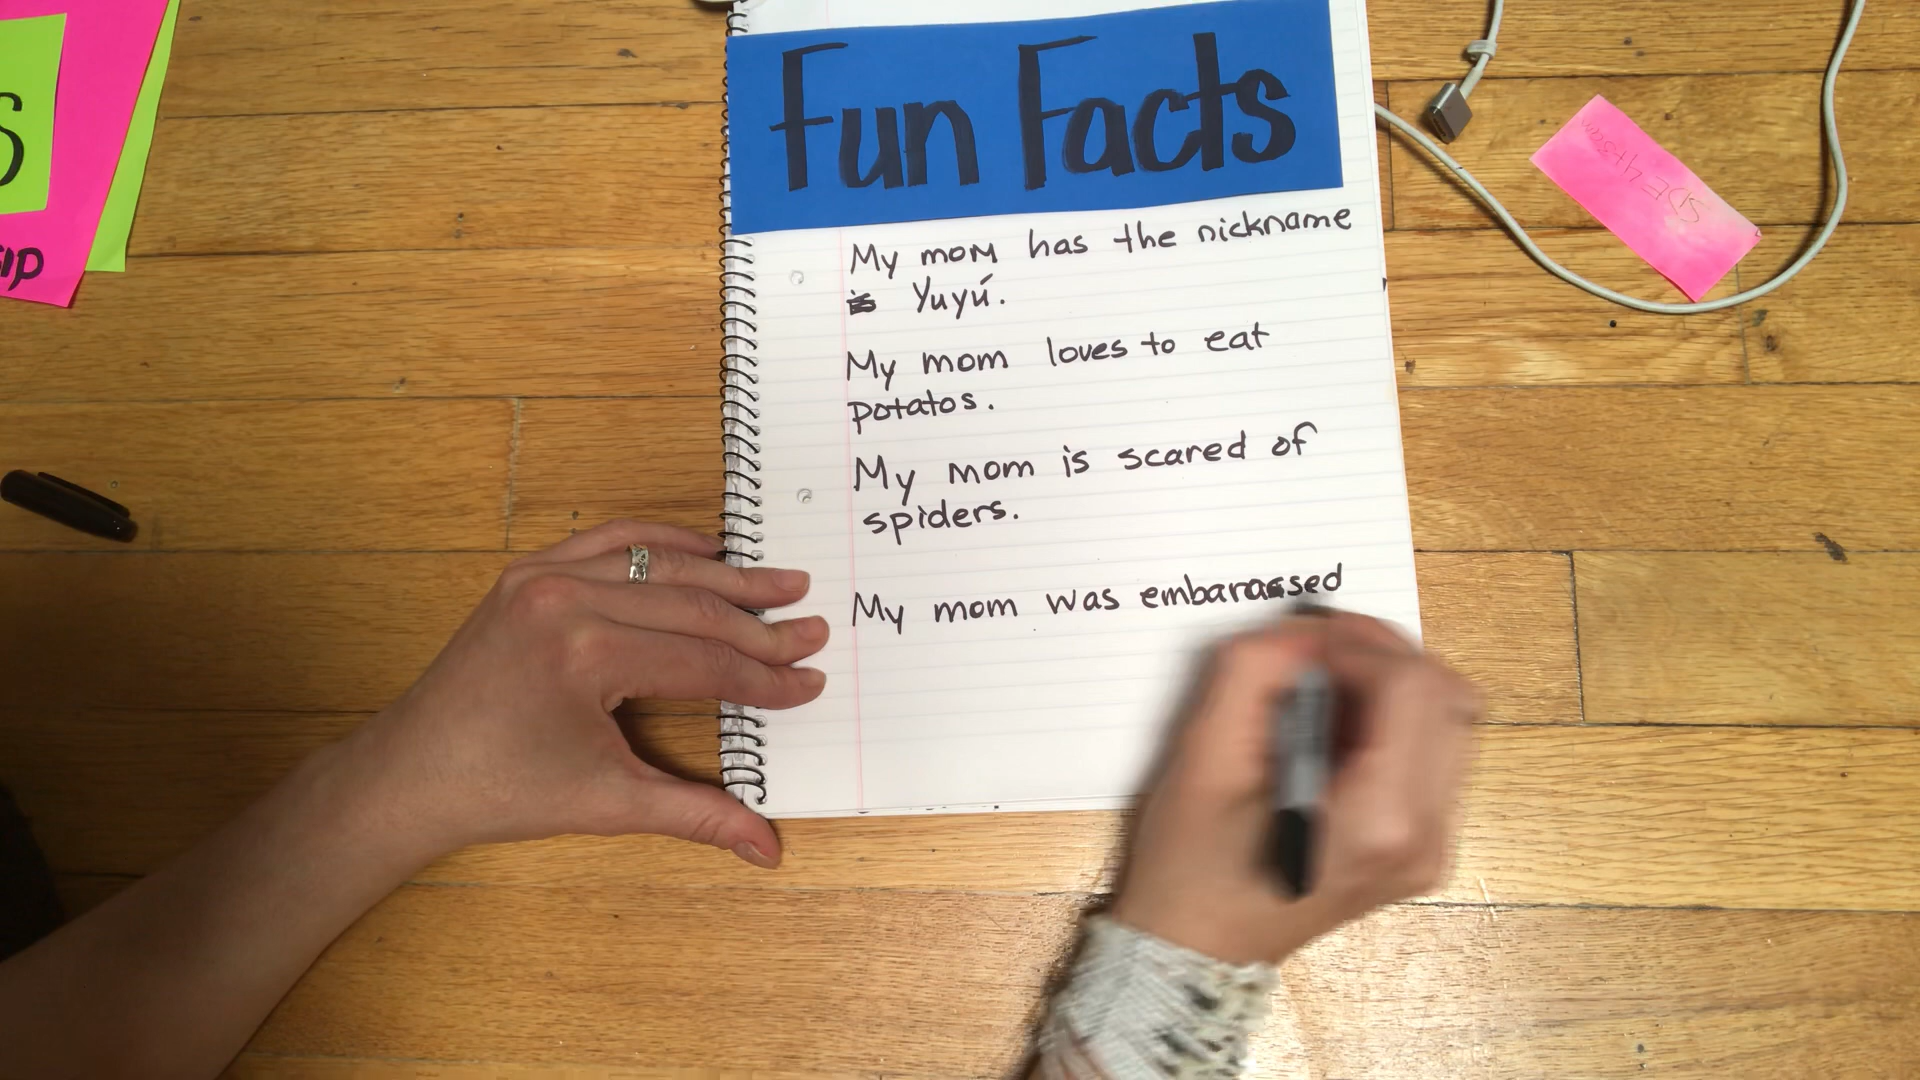 S
ip
Fun Facts
My mom has the nickname
Yuyú.
My mom loves to eat
potatos.
My mom is scared of
spiders.
My mom was embarassed